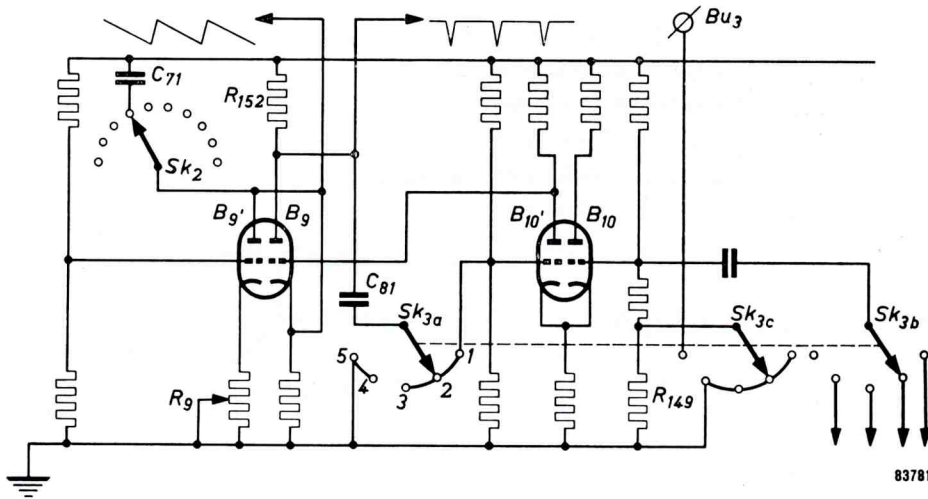 Bu3
C71
R152
Sk2
B9' B9
B10' B10
C81
Sk3a
Sk3c
Sk3b
5
1
4
3
2
R9
R149
83781